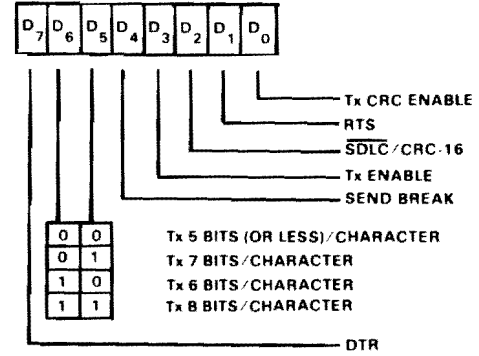 D7 D6 D5 D4 D3 D2 D1 D0
Tx CRC ENABLE
RTS
S̅D̅L̅C̅/CRC-16
Tx ENABLE
SEND BREAK
0 0 Tx 5 BITS (OR LESS)/CHARACTER
0 1 Tx 7 BITS/CHARACTER
1 0 Tx 6 BITS/CHARACTER
1 1 Tx 8 BITS/CHARACTER
DTR